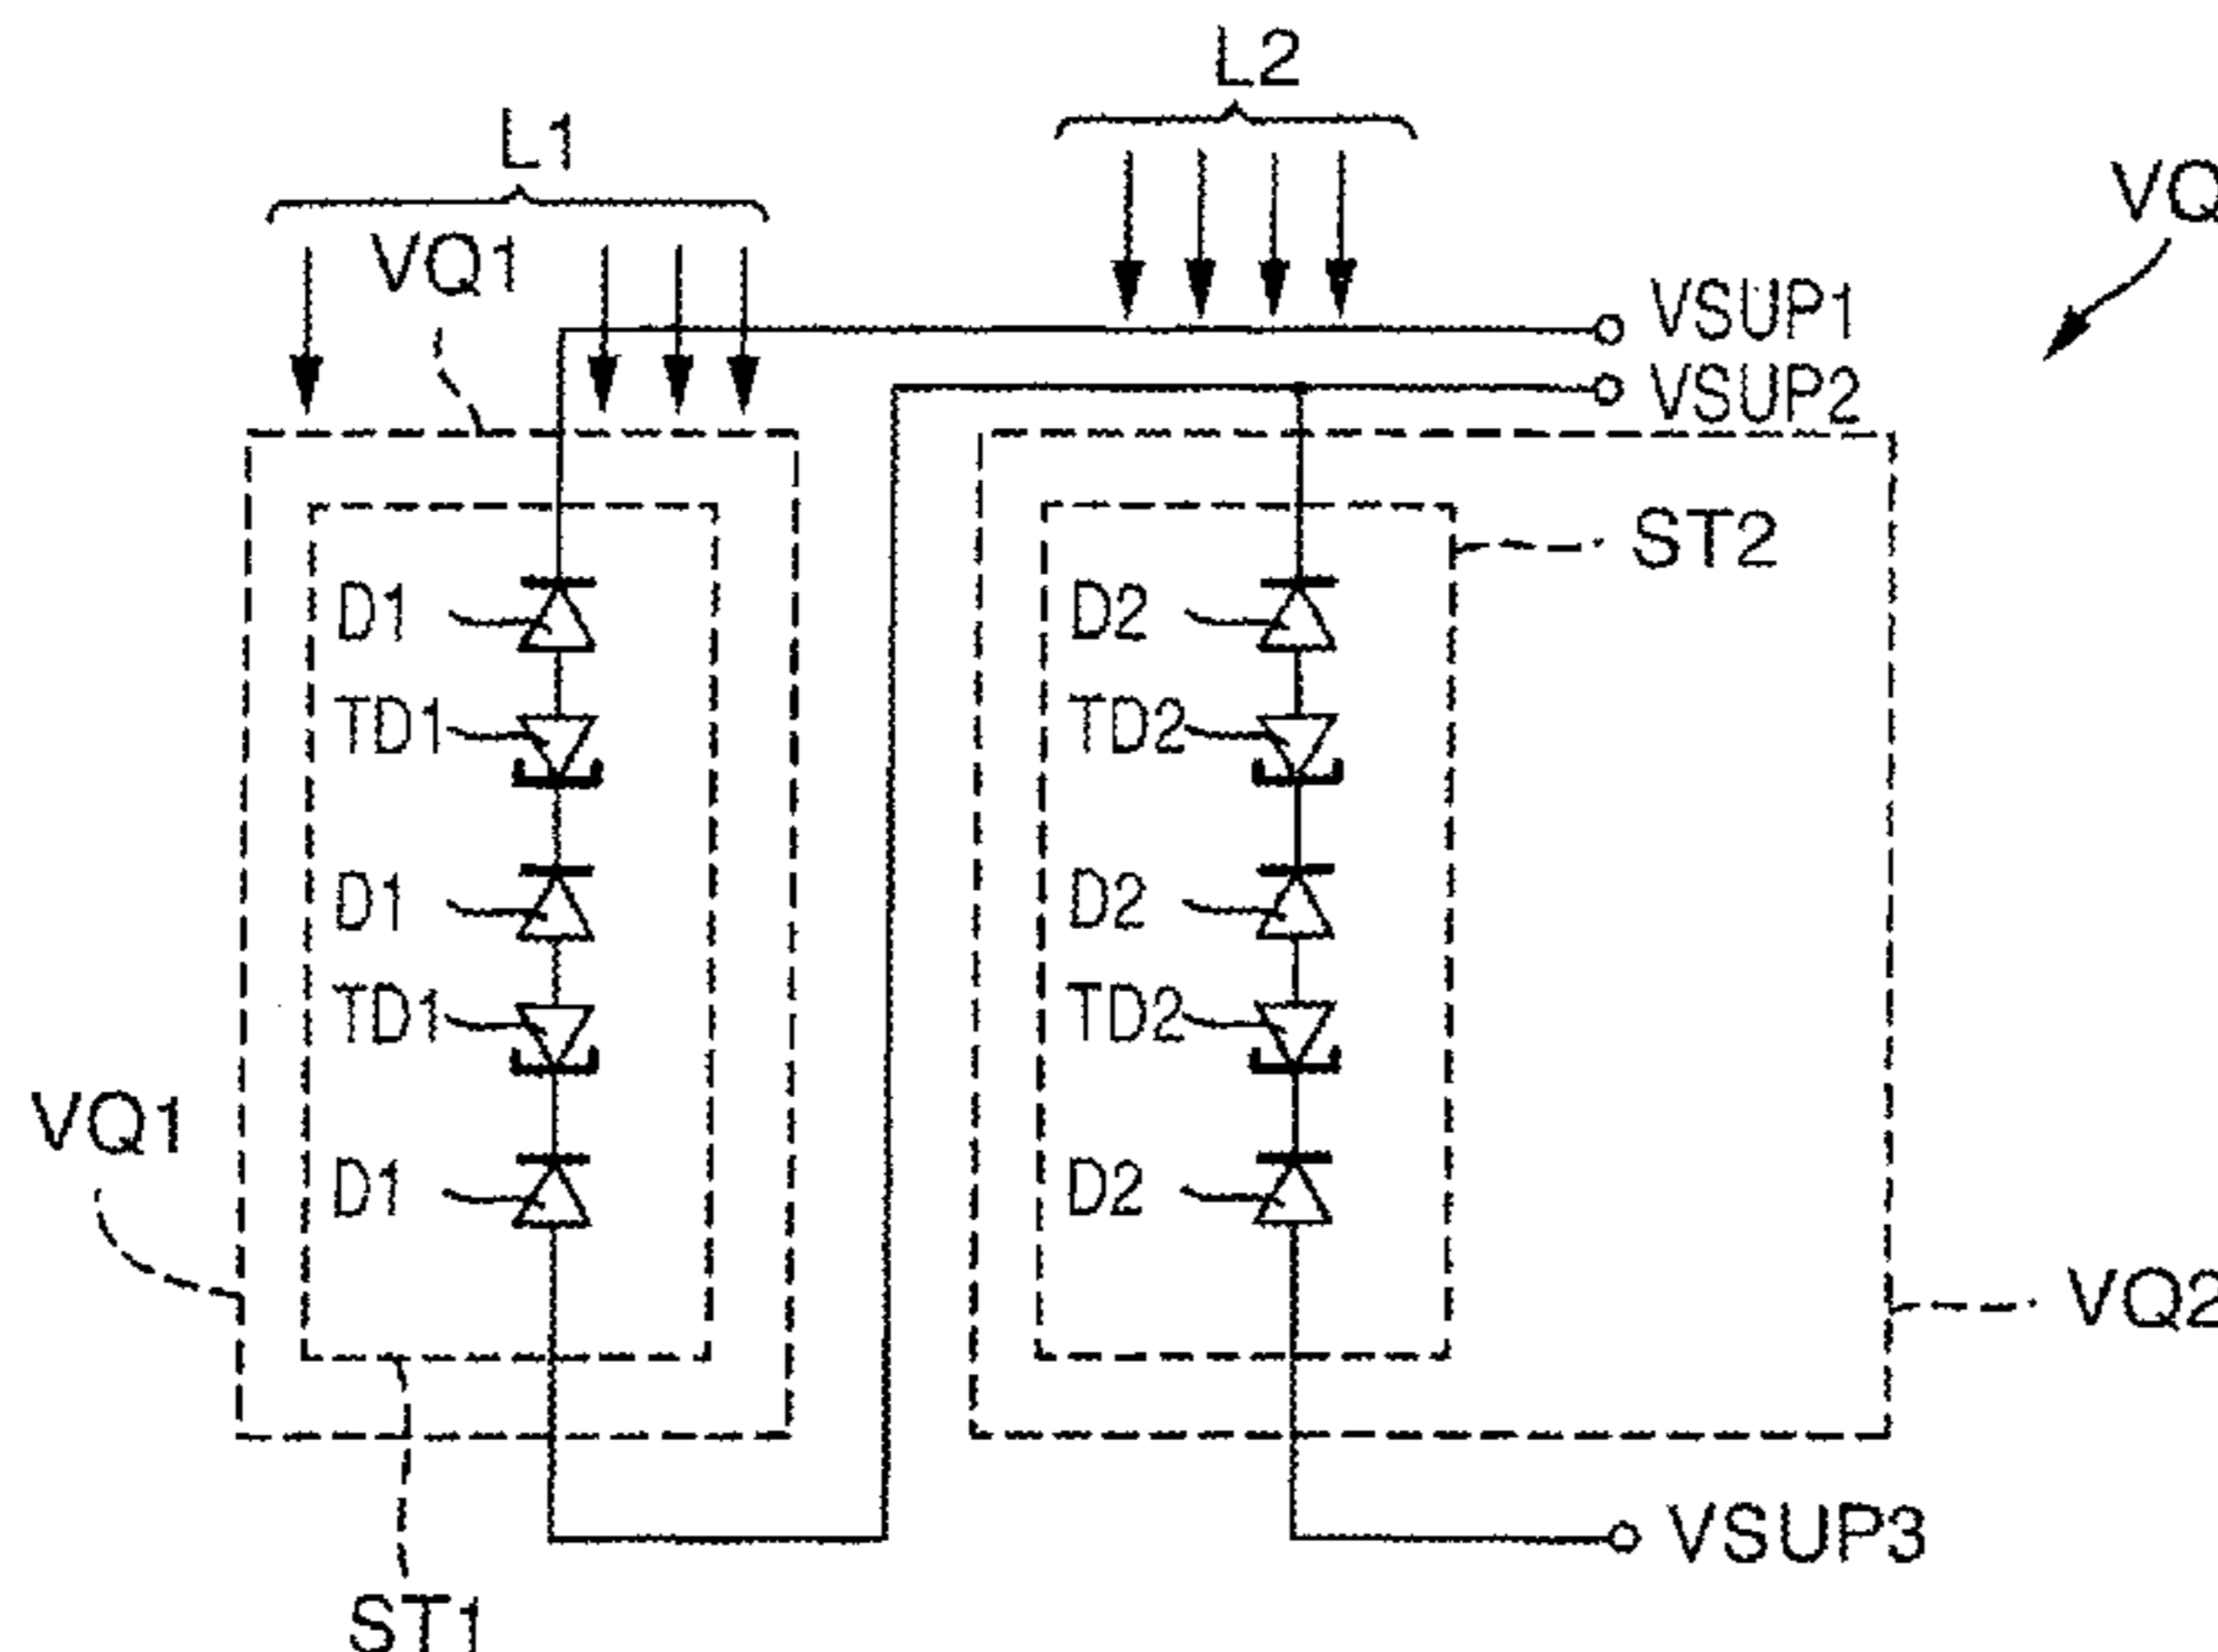 L2
L1
VQ
VQ1
VSUP1
VSUP2
ST2
D1
D2
TD1
TD2
D1
D2
TD1
TD2
VQ1
D1
D2
VQ2
VSUP3
ST1